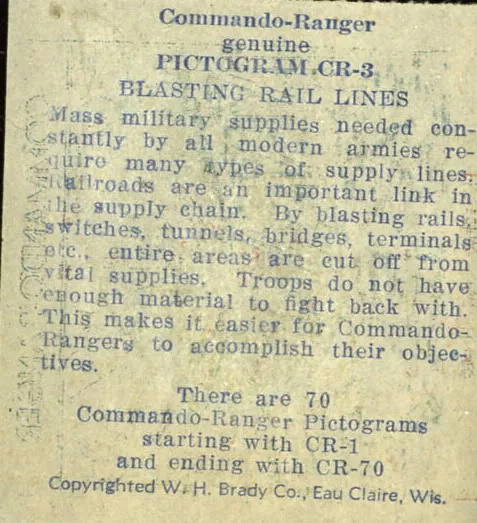 Commando-Ranger
genuine
PICTOGRAM CR-3
BLASTING RAIL LINES
Mass military supplies needed con-
stantly by all modern armies re-
quire many types of supply lines.
Railroads are an important link in
the supply chain. By blasting rails,
switches, tunnels, bridges, terminals
etc., entire areas are cut off from
vital supplies. Troops do not have
enough material to fight back with.
This makes it easier for Commando-
Rangers to accomplish their objec-
tives.
There are 70
Commando-Ranger Pictograms
starting with CR-1
and ending with CR-70
Copyrighted W. H. Brady Co., Eau Claire, Wis.